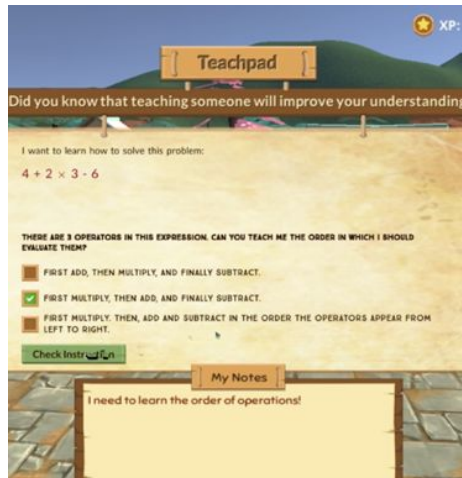 XP:
Teachpad
Did you know that teaching someone will improve your understanding
I want to learn how to solve this problem:
4 + 2 × 3 - 6
THERE ARE 3 OPERATORS IN THIS EXPRESSION. CAN YOU TEACH ME THE ORDER IN WHICH I SHOULD
EVALUATE THEM?
FIRST ADD, THEN MULTIPLY, AND FINALLY SUBTRACT.
FIRST MULTIPLY, THEN ADD, AND FINALLY SUBTRACT.
FIRST MULTIPLY. THEN, ADD AND SUBTRACT IN THE ORDER THE OPERATORS APPEAR FROM
LEFT TO RIGHT.
Check Instruction
My Notes
I need to learn the order of operations!